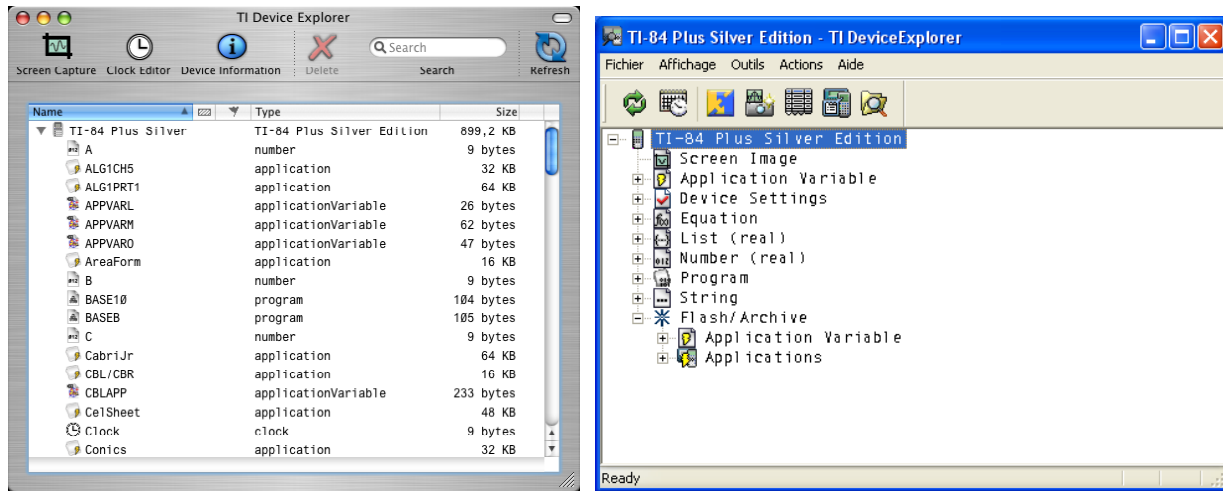 TI Device Explorer
Screen Capture Clock Editor Device Information Delete Search Search Refresh
Name Type Size
TI-84 Plus Silver TI-84 Plus Silver Edition 899,2 KB
A number 9 bytes
ALG1CH5 application 32 KB
ALG1PRT1 application 64 KB
APPVARL applicationVariable 26 bytes
APPVARM applicationVariable 62 bytes
APPVARO applicationVariable 47 bytes
AreaForm application 16 KB
B number 9 bytes
BASE10 program 104 bytes
BASEB program 105 bytes
C number 9 bytes
CabriJr application 64 KB
CBL/CBR application 16 KB
CBLAPP applicationVariable 233 bytes
CelSheet application 48 KB
Clock clock 9 bytes
Conics application 32 KB
TI-84 Plus Silver Edition - TI DeviceExplorer
Fichier Affichage Outils Actions Aide
TI-84 Plus Silver Edition
Screen Image
Application Variable
Device Settings
Equation
List (real)
Number (real)
Program
String
Flash/Archive
Application Variable
Applications
Ready